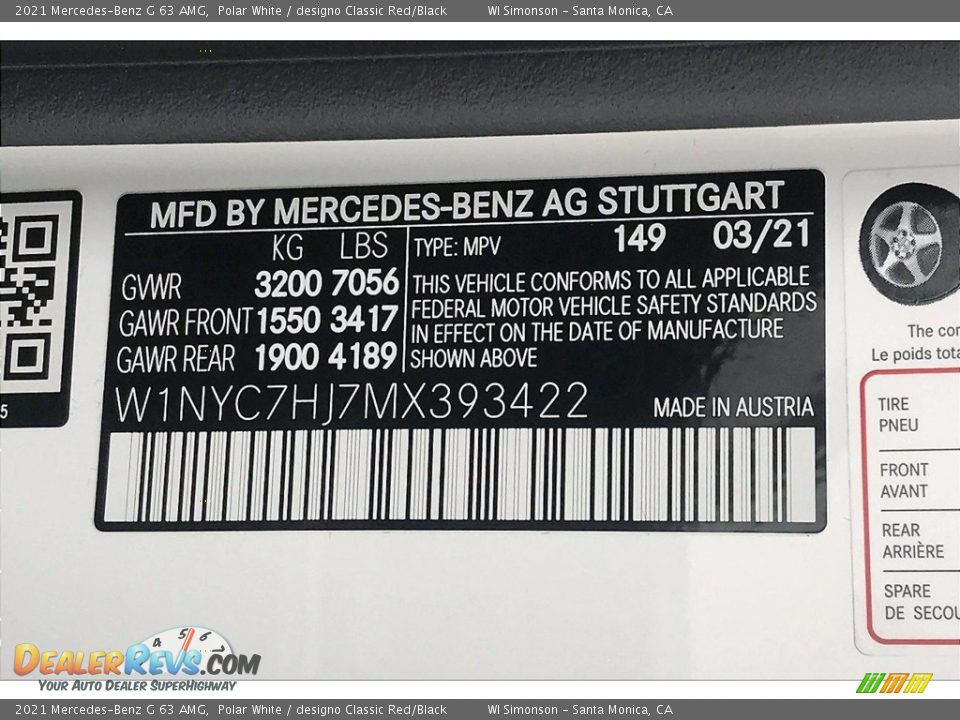 2021 Mercedes-Benz G 63 AMG, Polar White / designo Classic Red/Black WI Simonson - Santa Monica, CA
MFD BY MERCEDES-BENZ AG STUTTGART
KG LBS
GVWR 3200 7056
GAWR FRONT 1550 3417
GAWR REAR 1900 4189
TYPE: MPV 149 03/21
THIS VEHICLE CONFORMS TO ALL APPLICABLE
FEDERAL MOTOR VEHICLE SAFETY STANDARDS
IN EFFECT ON THE DATE OF MANUFACTURE
SHOWN ABOVE
W1NYC7HJ7MX393422
MADE IN AUSTRIA
5
The
Le poids
TIRE
PNEU
FRONT
AVANT
REAR
ARRIÈRE
SPARE
DE
4 5 6 7
DEALERREVS.COM
YOUR AUTO DEALER SUPERHIGHWAY
2021 Mercedes-Benz G 63 AMG, Polar White / designo Classic Red/Black WI Simonson - Santa Monica, CA